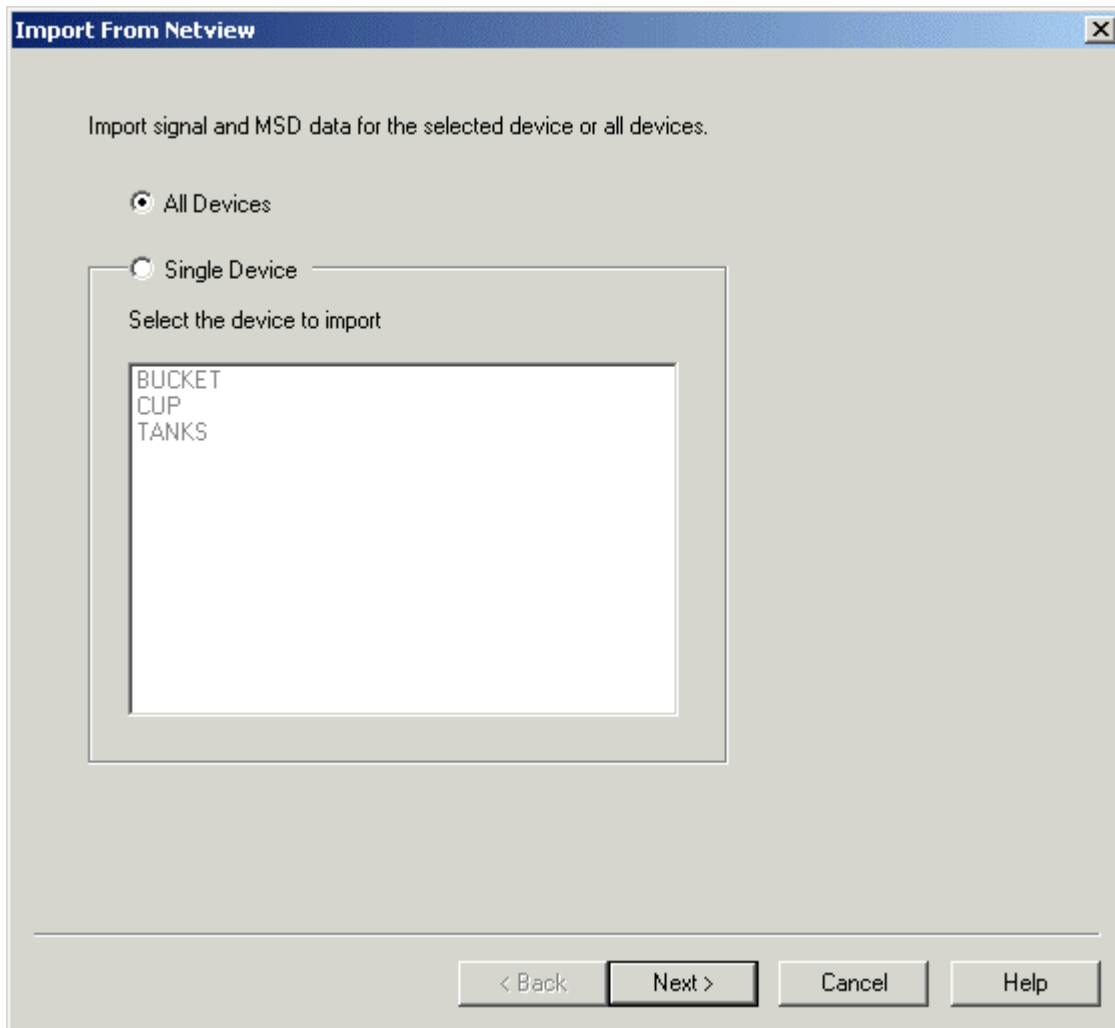 Import From Netview
Import signal and MSD data for the selected device or all devices.
All Devices
Single Device
Select the device to import
BUCKET
CUP
TANKS
< Back
Next >
Cancel
Help